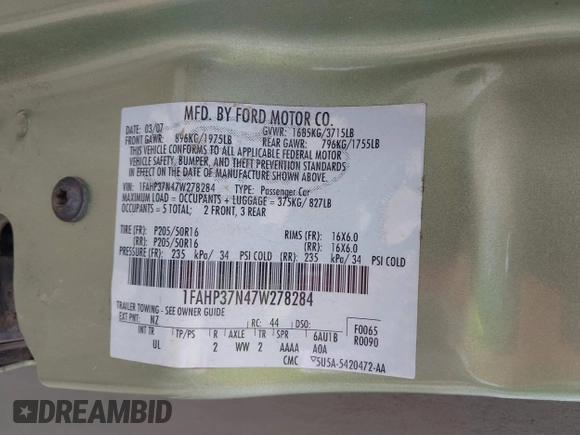 MFD. BY FORD MOTOR CO.
DATE: 03/07 GVWR: 1685KG/3715LB
FRONT GAWR: 896KG/1975LB REAR GAWR: 796KG/1755LB
THIS VEHICLE CONFORMS TO ALL APPLICABLE FEDERAL MOTOR
VEHICLE SAFETY, BUMPER, AND THEFT PREVENTION STANDARDS
IN EFFECT ON THE DATE OF MANUFACTURE SHOWN ABOVE.
VIN: 1FAHP37N47W278284 TYPE: Passenger Car
MAXIMUM LOAD = OCCUPANTS + LUGGAGE = 375KG/ 827LB
OCCUPANTS = 5 TOTAL; 2 FRONT, 3 REAR
TIRE (FR): P205/50R16 RIMS (FR): 16X6.0
(RR): P205/50R16 (RR): 16X6.0
PRESSURE (FR): 235 kPa/ 34 PSI COLD (RR): 235 kPa/ 34 PSI COLD
1FAHP37N47W278284
TRAILER TOWING - SEE OWNER GUIDE
EXT PNT: NZ RC: 44 DSO: F0065
INT TR TP/PS R AXLE TR SPR 6AU1B R0090
UL 2 WW 2 AAAA A0A
CMC 5U5A-5420472-AA
DREAMBID